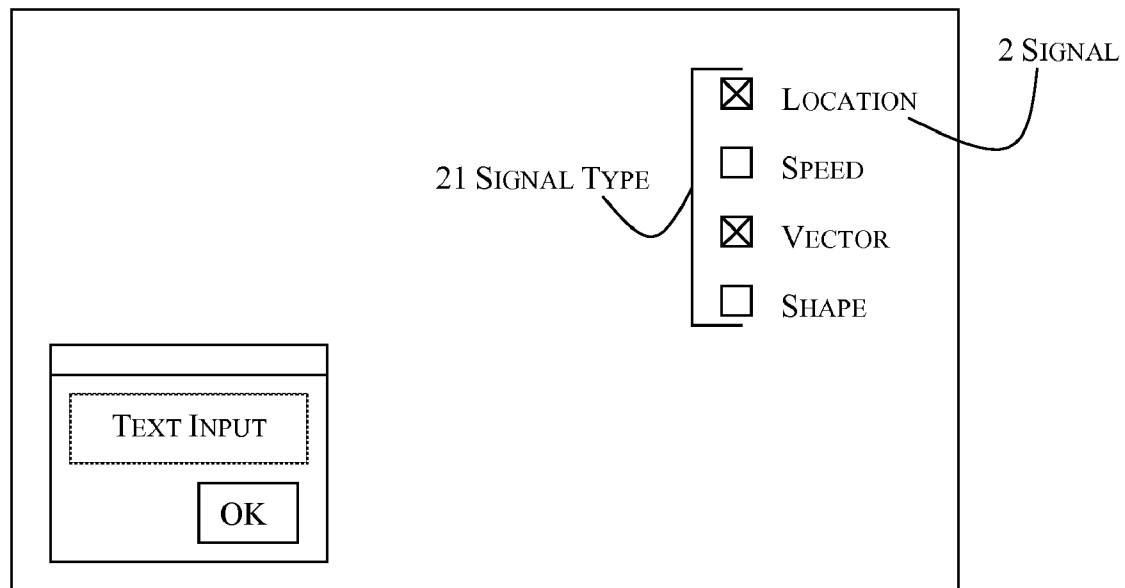 2 SIGNAL
LOCATION
SPEED
21 SIGNAL TYPE
VECTOR
SHAPE
TEXT INPUT
OK